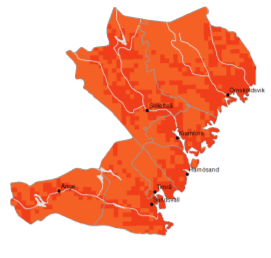 Örnsköldsvik
Sollefteå
Kramfors
Härnösand
Ånge
Timrå
Sundsvall